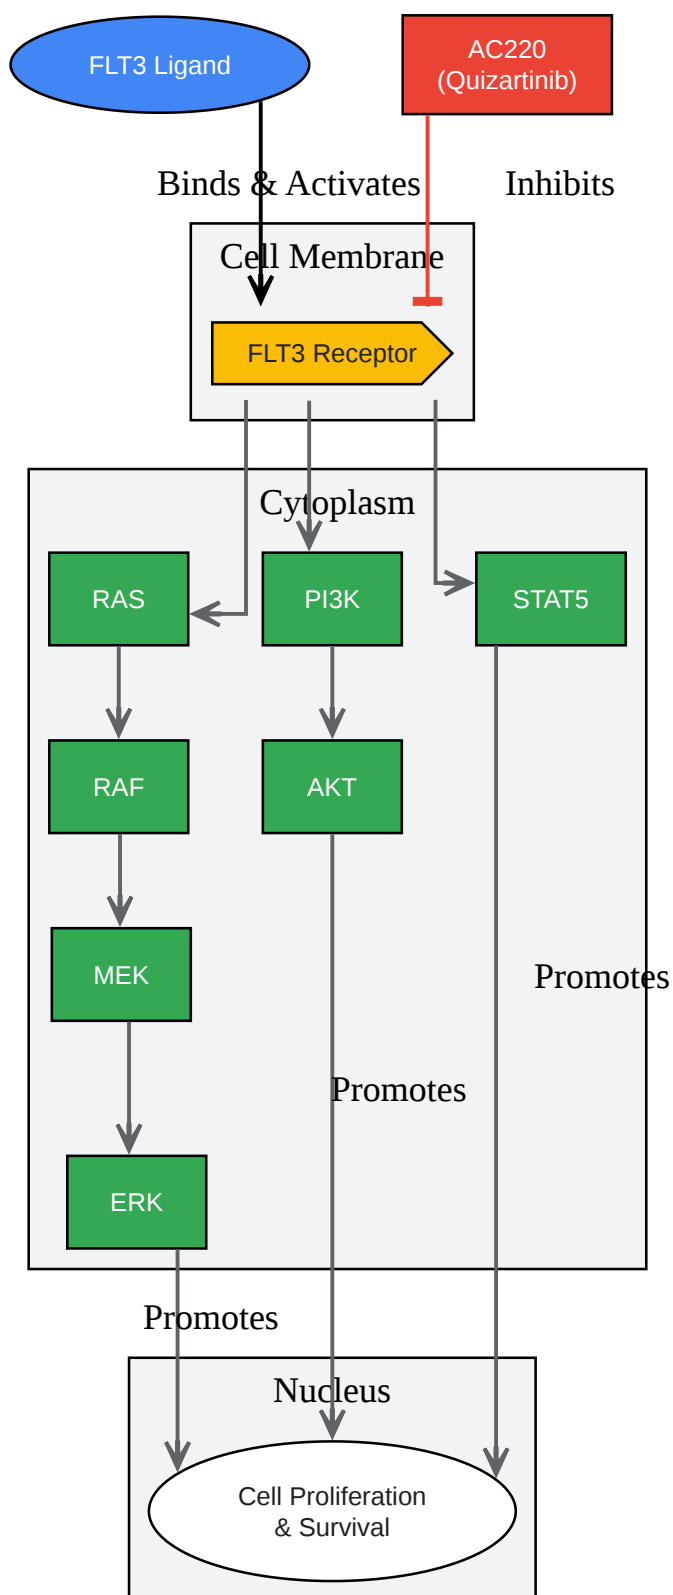 FLT3 Ligand
AC220
(Quizartinib)
Binds & Activates
Inhibits
Cell Membrane
FLT3 Receptor
Cytoplasm
RAS
PI3K
STAT5
RAF
AKT
MEK
Promotes
Promotes
ERK
Promotes
Nucleus
Cell Proliferation
& Survival